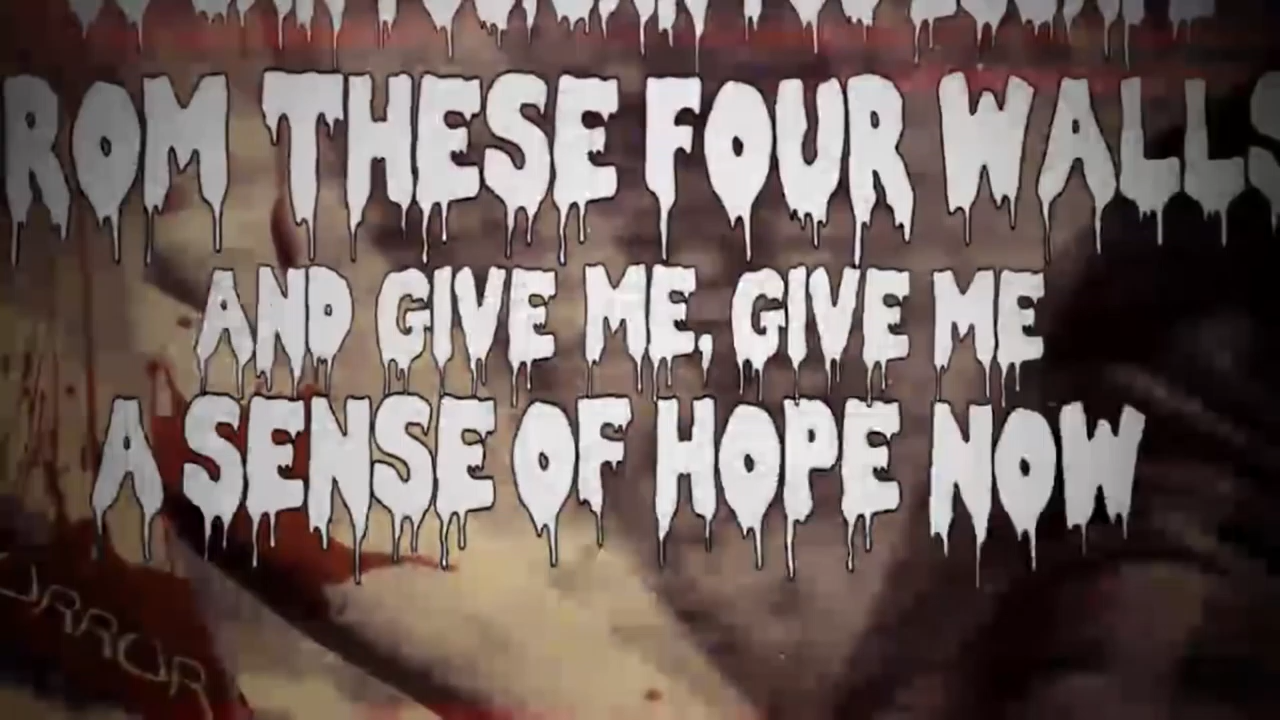 ROM THESE FOUR WALLS
AND GIVE ME, GIVE ME
A SENSE OF HOPE NOW